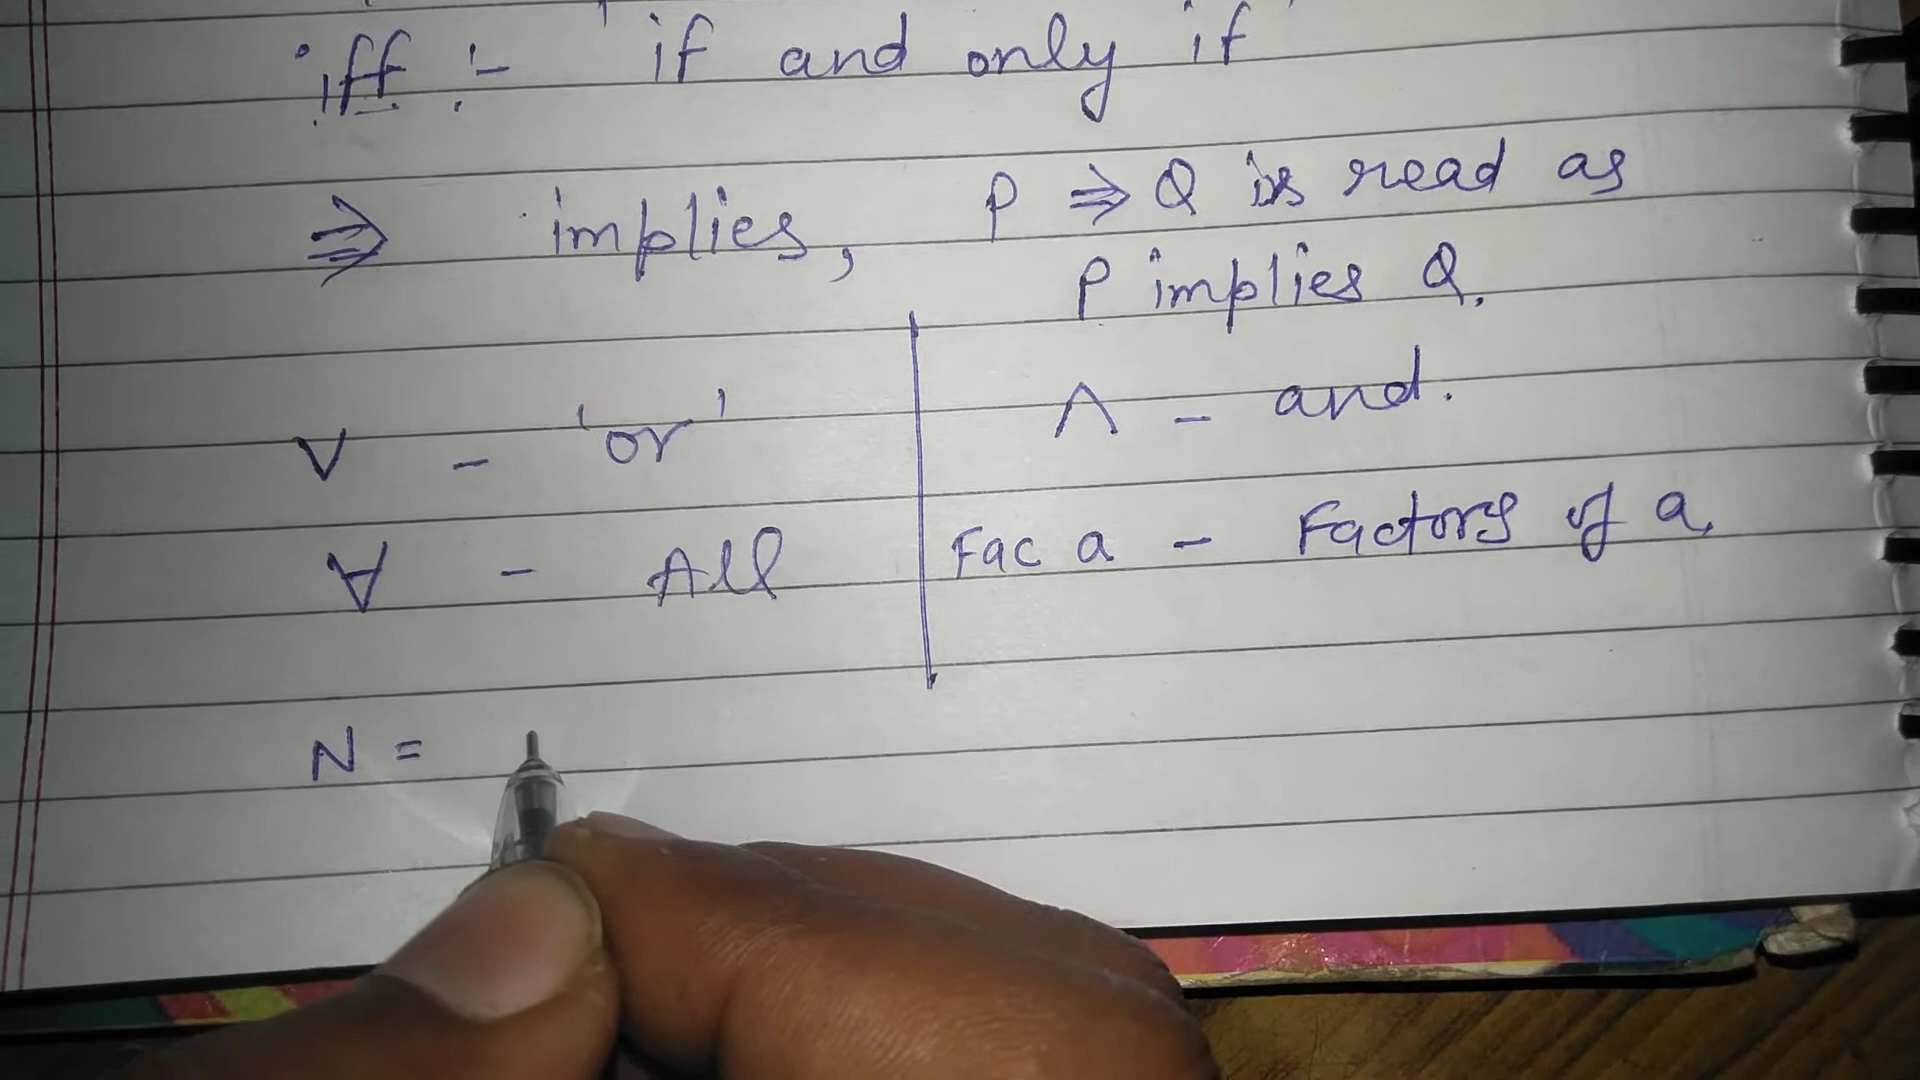 iff :- 'if and only if'
⇒ implies, P ⇒ Q is read as
P implies Q.
V - 'or'
Λ - and.
∀ - All
Fac a - Factors of a.
N =